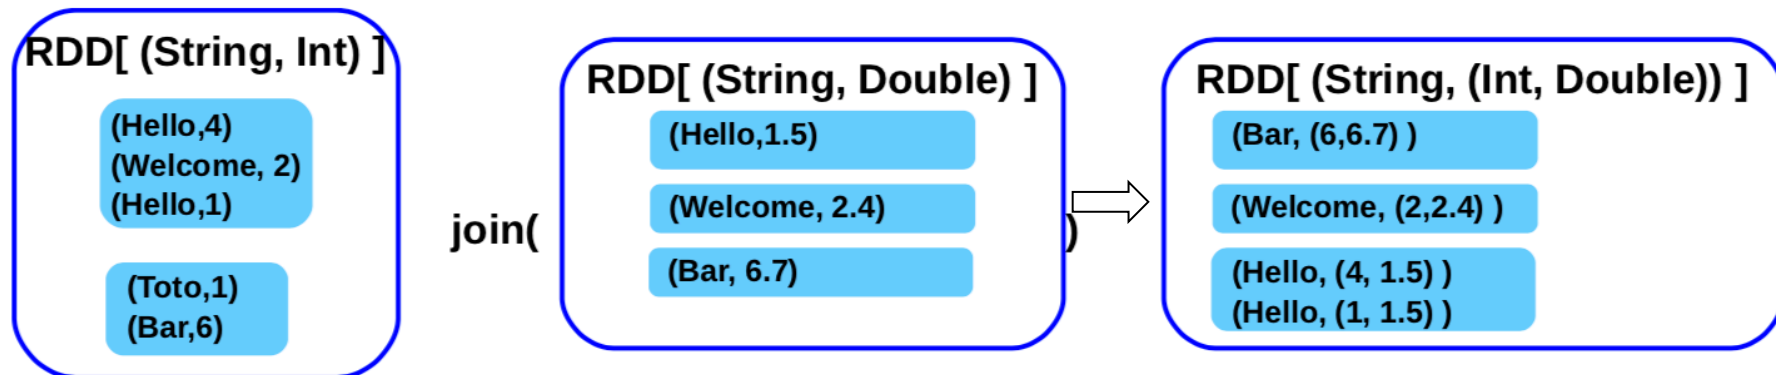 RDD[ (String, Int) ]
(Hello,4)
(Welcome, 2)
(Hello,1)
(Toto,1)
(Bar,6)
join(
RDD[ (String, Double) ]
(Hello,1.5)
(Welcome, 2.4)
(Bar, 6.7)
)
RDD[ (String, (Int, Double)) ]
(Bar, (6,6.7) )
(Welcome, (2,2.4) )
(Hello, (4, 1.5) )
(Hello, (1, 1.5) )